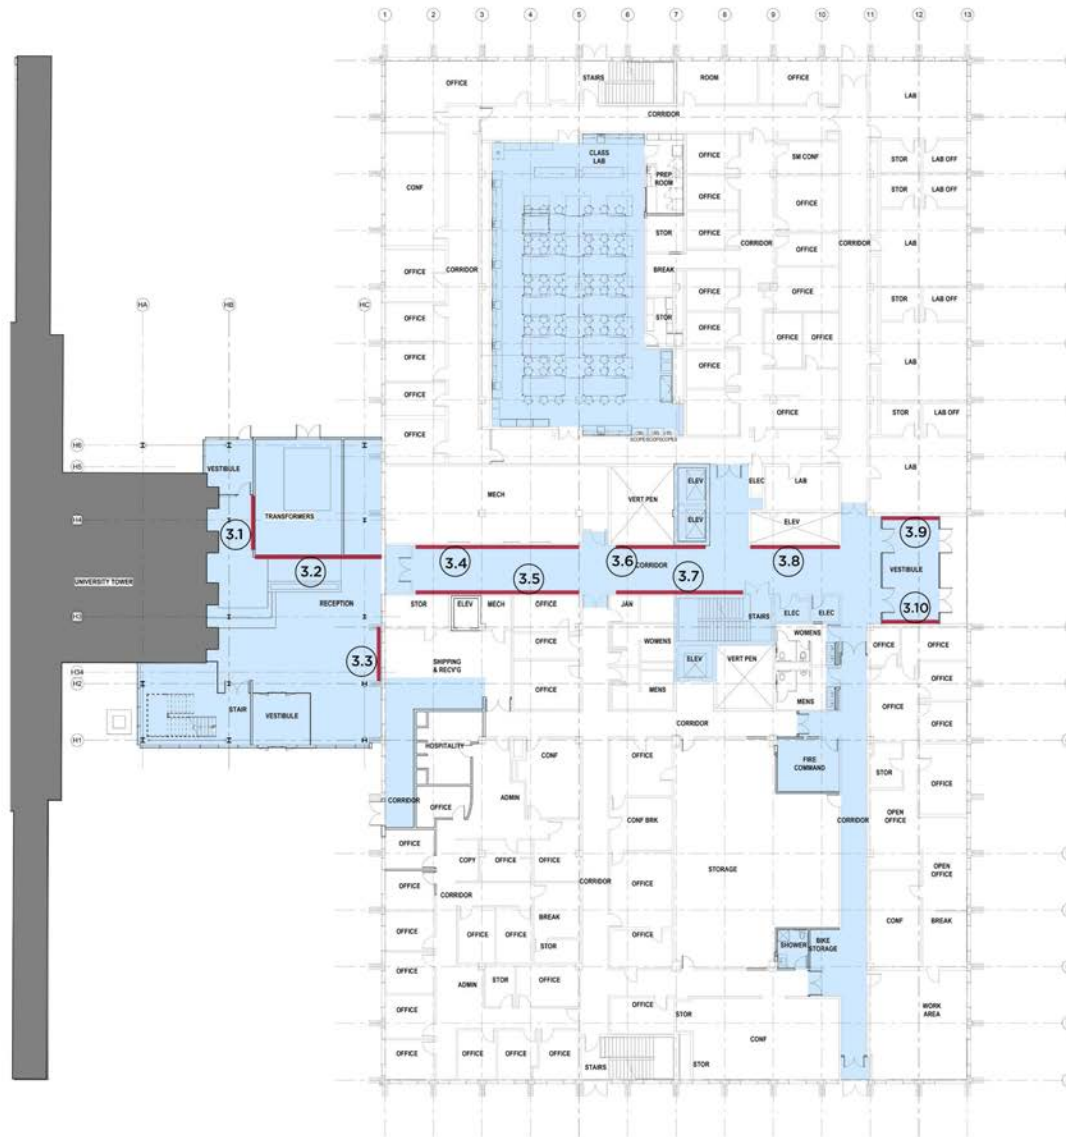 1 2 3 4 5 6 7 8 9 10 11 12 13
OFFICE STAIRS ROOM OFFICE
LAB
CORRIDOR
CLASS
LAB
OFFICE SM CONF STOR LAB OFF
PREP
ROOM
CONF
STOR LAB OFF
OFFICE OFFICE
STOR OFFICE CORRIDOR OFFICE CORRIDOR LAB
OFFICE CORRIDOR BREAK
OFFICE OFFICE STOR LAB OFF
HA HB HC
OFFICE STOR OFFICE
OFFICE OFFICE
OFFICE OFFICE LAB
OFFICE
OFFICE OFFICE STOR LAB OFF
OFFICE
H6
H5
VESTIBULE
MECH VERT PEN ELEV ELEC LAB LAB
H4
TRANSFORMERS
ELEV ELEV
3.1 3.2
3.4 3.5 3.6 3.7 3.8 3.9 3.10
CORRIDOR
VESTIBULE
UNIVERSITY TOWER
RECEPTION
STOR ELEV MECH OFFICE JAN STAIRS ELEC ELEC
H3
3.3
SHIPPING
& RECV'G
OFFICE WOMENS ELEV VERT PEN WOMENS OFFICE OFFICE
H34
H2
OFFICE MENS MENS OFFICE OFFICE
STAIR VESTIBULE
CORRIDOR OFFICE
H1
HOSPITALITY CONF OFFICE
FIRE
COMMAND
STOR OFFICE
CORRIDOR OFFICE ADMIN
CONF BRK CORRIDOR
OPEN
OFFICE
OFFICE
COPY OFFICE OFFICE
STORAGE
OPEN
OFFICE
OFFICE CORRIDOR CORRIDOR OFFICE
OFFICE OFFICE OFFICE BREAK CONF BREAK
OFFICE
STOR
SHOWER
BIKE
STORAGE
OFFICE ADMIN STOR OFFICE
OFFICE OFFICE STOR
WORK
AREA
OFFICE OFFICE OFFICE OFFICE CONF
STAIRS STOR